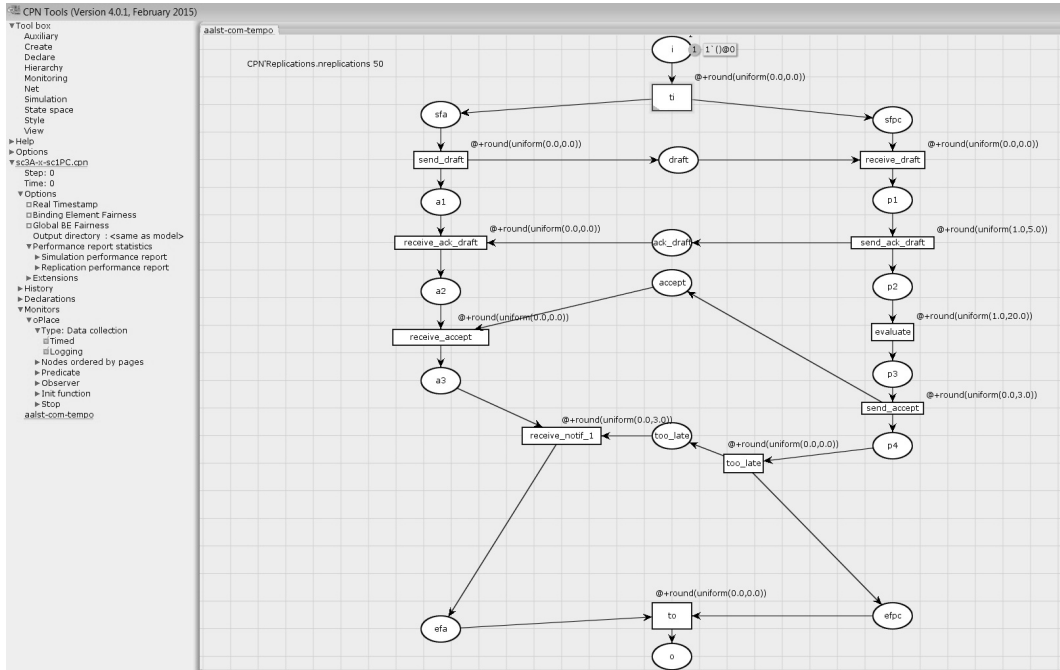 CPN Tools (Version 4.0.1, February 2015)
Tool box
Auxiliary
Create
Declare
Hierarchy
Monitoring
Net
Simulation
State space
Style
View
Help
Options
sc3A-x-sc1PC.cpn
Step: 0
Time: 0
Options
Real Timestamp
Binding Element Fairness
Global BE Fairness
Output directory : <same as model>
Performance report statistics
Simulation performance report
Replication performance report
Extensions
History
Declarations
Monitors
oPlace
Type: Data collection
Timed
Logging
Nodes ordered by pages
Predicate
Observer
Init function
Stop
aalst-com-tempo
aalst-com-tempo
CPN'Replications.nreplications 50
i
1
1`()@0
@+round(uniform(0.0,0.0))
ti
sfa
sfpc
@+round(uniform(0.0,0.0))
@+round(uniform(0.0,0.0))
send_draft
draft
receive_draft
a1
p1
@+round(uniform(0.0,0.0))
@+round(uniform(1.0,5.0))
receive_ack_draft
ack_draft
send_ack_draft
a2
accept
p2
@+round(uniform(0.0,0.0))
@+round(uniform(1.0,20.0))
receive_accept
evaluate
a3
p3
@+round(uniform(0.0,3.0))
send_accept
@+round(uniform(0.0,3.0))
receive_notif_1
too_late
@+round(uniform(0.0,0.0))
p4
too_late
@+round(uniform(0.0,0.0))
efa
to
efpc
o